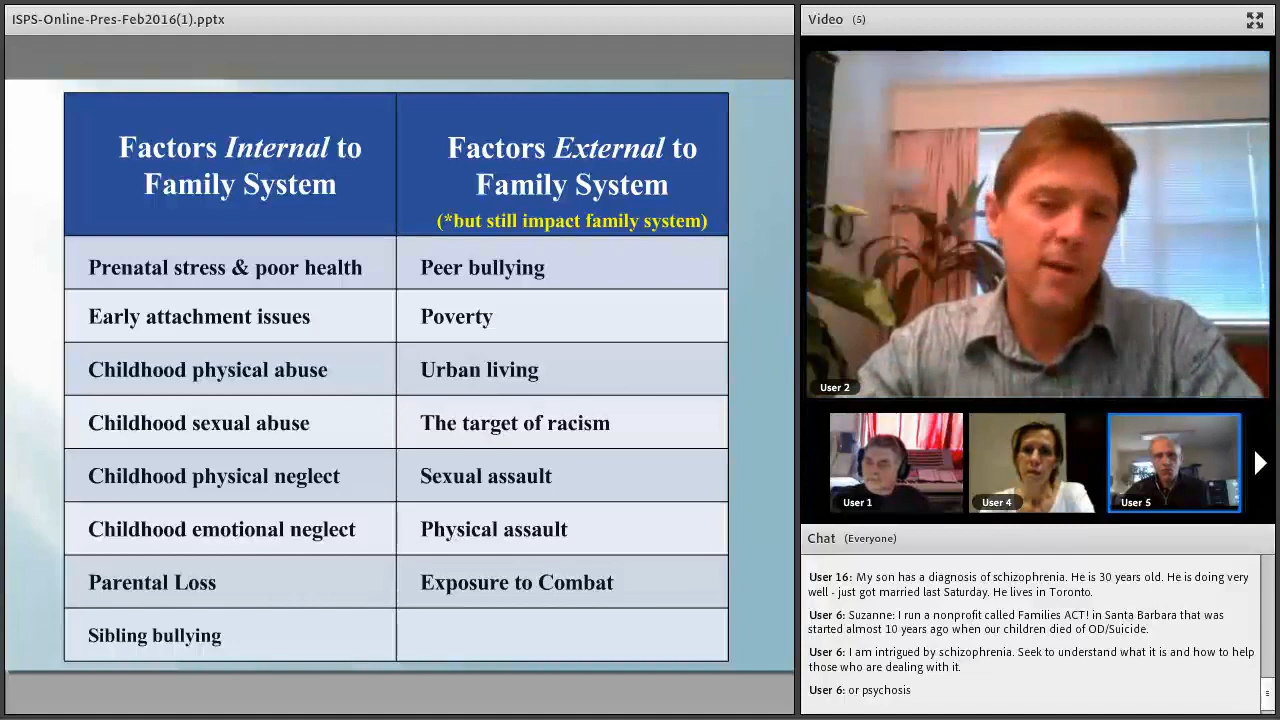 ISPS-Online-Pres-Feb2016(1).pptx
Factors Internal to
Family System
Factors External to
Family System
(*but still impact family system)
Prenatal stress & poor health
Peer bullying
Early attachment issues
Poverty
Childhood physical abuse
Urban living
Childhood sexual abuse
The target of racism
Childhood physical neglect
Sexual assault
Childhood emotional neglect
Physical assault
Parental Loss
Exposure to Combat
Sibling bullying
Video (5)
User 2
User 1
User 4
User 5
Chat (Everyone)
User 16: My son has a diagnosis of schizophrenia. He is 30 years old. He is doing very
well - just got married last Saturday. He lives in Toronto.
User 6: Suzanne: I run a nonprofit called Families ACT! in Santa Barbara that was
started almost 10 years ago when our children died of OD/Suicide.
User 6: I am intrigued by schizophrenia. Seek to understand what it is and how to help
those who are dealing with it.
User 6: or psychosis